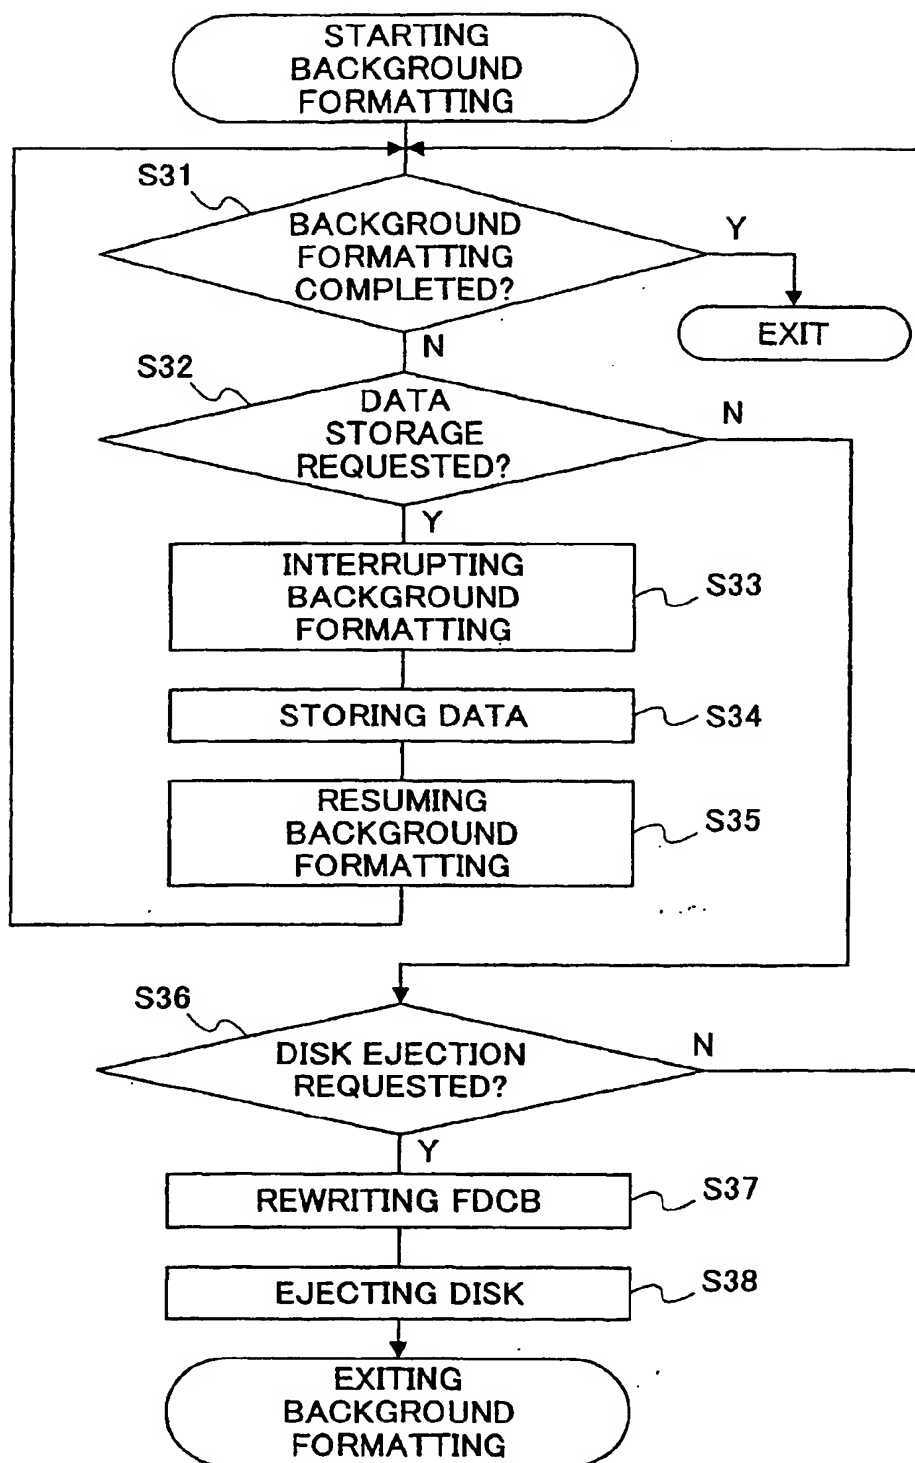 STARTING
BACKGROUND
FORMATTING
S31
BACKGROUND
FORMATTING
COMPLETED?
Y
EXIT
N
S32
DATA
STORAGE
REQUESTED?
N
Y
INTERRUPTING
BACKGROUND
FORMATTING
S33
STORING DATA
S34
RESUMING
BACKGROUND
FORMATTING
S35
S36
DISK EJECTION
REQUESTED?
N
Y
REWRITING FDCB
S37
EJECTING DISK
S38
EXITING
BACKGROUND
FORMATTING